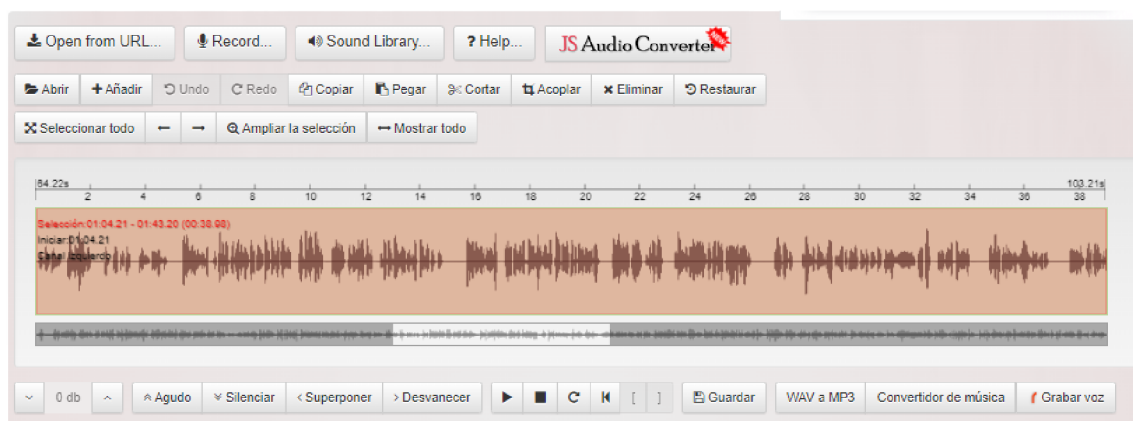 Open from URL... Record... Sound Library... ? Help... JS Audio Converter
Abrir Añadir Undo Redo Copiar Pegar Cortar Acoplar Eliminar Restaurar
Seleccionar todo Ampliar la selección Mostrar todo
64.22s 103.21s
2 4 6 8 10 12 14 16 18 20 22 24 26 28 30 32 34 36 38
Selección:01:04.21 - 01:43.20 (00:38.98)
Iniciar:01:04.21
Canal Izquierdo
0 db Agudo Silenciar < Superponer > Desvanecer [ ] Guardar WAV a MP3 Convertidor de música Grabar voz